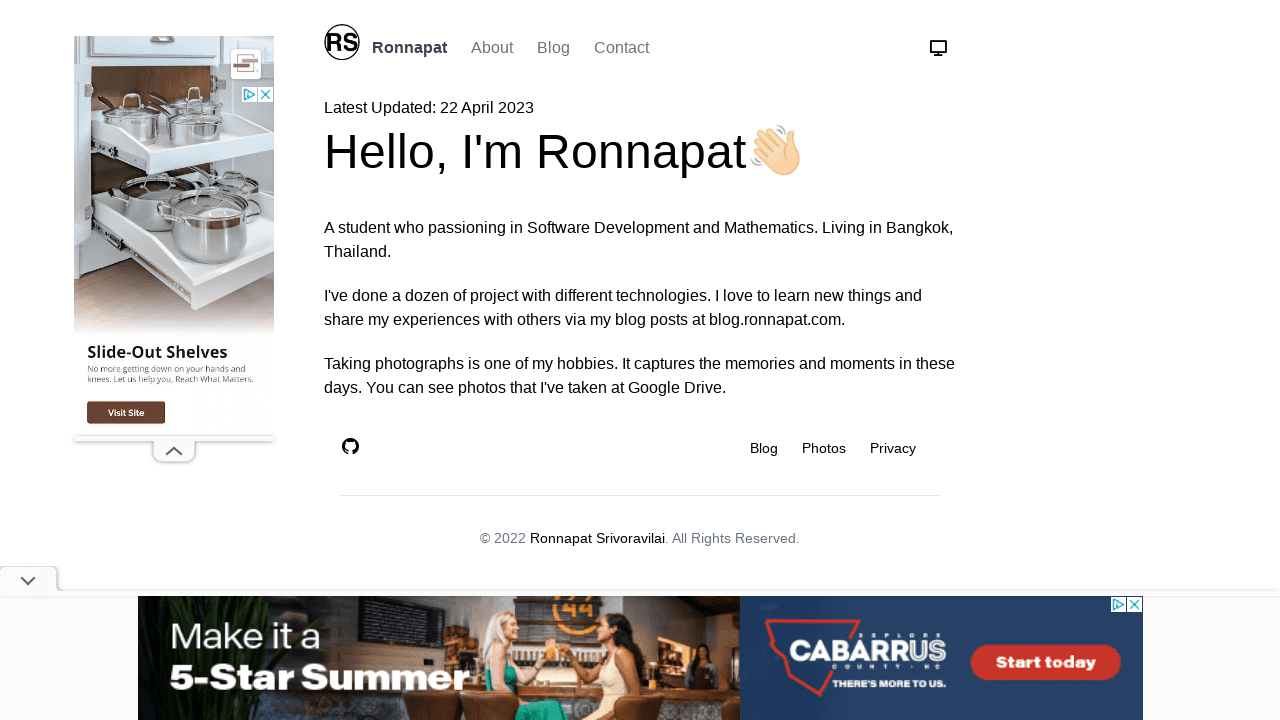 RS Ronnapat About Blog Contact
Latest Updated: 22 April 2023
Hello, I'm Ronnapat👋🏻
A student who passioning in Software Development and Mathematics. Living in Bangkok,
Thailand.
I've done a dozen of project with different technologies. I love to learn new things and
share my experiences with others via my blog posts at blog.ronnapat.com.
Taking photographs is one of my hobbies. It captures the memories and moments in these
days. You can see photos that I've taken at Google Drive.
Blog Photos Privacy
© 2022 Ronnapat Srivoravilai. All Rights Reserved.
Slide-Out Shelves
No more getting down on your hands and
knees. Let us help you, Reach What Matters.
Visit Site
Make it a
5-Star Summer
44
EXPLORE
CABARRUS
COUNTY · NC
THERE'S MORE TO US.
Start today